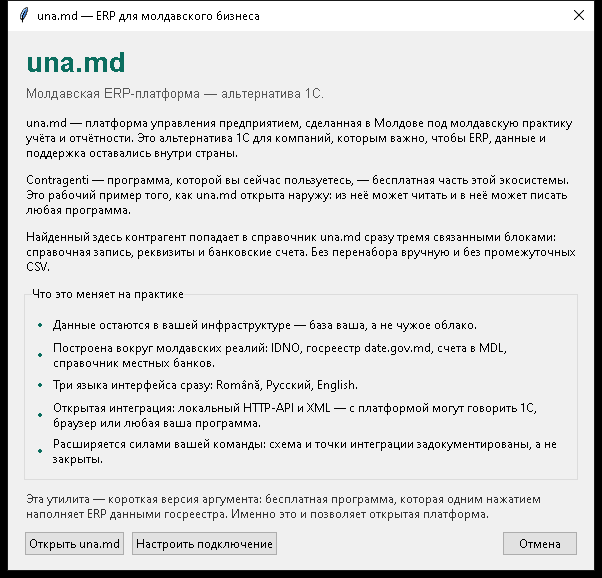 una.md — ERP для молдавского бизнеса
una.md
Молдавская ERP-платформа — альтернатива 1С.
una.md — платформа управления предприятием, сделанная в Молдове под молдавскую практику
учёта и отчётности. Это альтернатива 1С для компаний, которым важно, чтобы ERP, данные и
поддержка оставались внутри страны.
Contragenti — программа, которой вы сейчас пользуетесь, — бесплатная часть этой экосистемы.
Это рабочий пример того, как una.md открыта наружу: из неё может читать и в неё может писать
любая программа.
Найденный здесь контрагент попадает в справочник una.md сразу тремя связанными блоками:
справочная запись, реквизиты и банковские счета. Без перенабора вручную и без промежуточных
CSV.
Что это меняет на практике
• Данные остаются в вашей инфраструктуре — база ваша, а не чужое облако.
• Построена вокруг молдавских реалий: IDNO, госреестр date.gov.md, счета в MDL,
справочник местных банков.
• Три языка интерфейса сразу: Română, Русский, English.
• Открытая интеграция: локальный HTTP-API и XML — с платформой могут говорить 1С,
браузер или любая ваша программа.
• Расширяется силами вашей команды: схема и точки интеграции задокументированы, а не
закрыты.
Эта утилита — короткая версия аргумента: бесплатная программа, которая одним нажатием
наполняет ERP данными госреестра. Именно это и позволяет открытая платформа.
Открыть una.md
Настроить подключение
Отмена